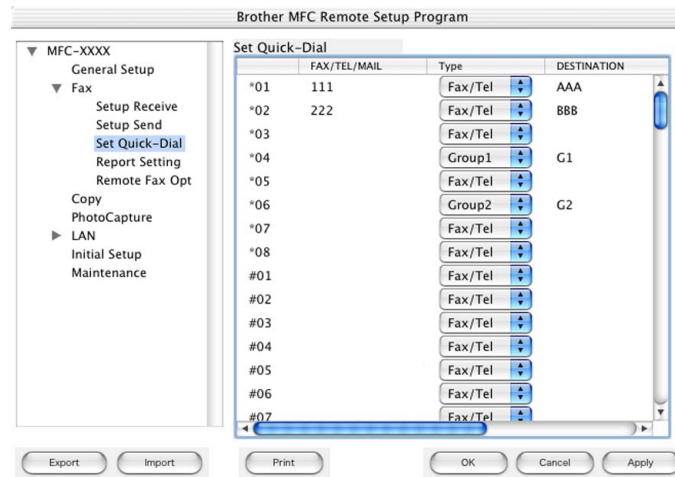 Brother MFC Remote Setup Program
MFC-XXXX
General Setup
Fax
Setup Receive
Setup Send
Set Quick-Dial
Report Setting
Remote Fax Opt
Copy
PhotoCapture
LAN
Initial Setup
Maintenance
Set Quick-Dial
FAX/TEL/MAIL Type DESTINATION
*01 111 Fax/Tel AAA
*02 222 Fax/Tel BBB
*03 Fax/Tel
*04 Group1 G1
*05 Fax/Tel
*06 Group2 G2
*07 Fax/Tel
*08 Fax/Tel
#01 Fax/Tel
#02 Fax/Tel
#03 Fax/Tel
#04 Fax/Tel
#05 Fax/Tel
#06 Fax/Tel
#07 Fax/Tel
Export Import Print OK Cancel Apply